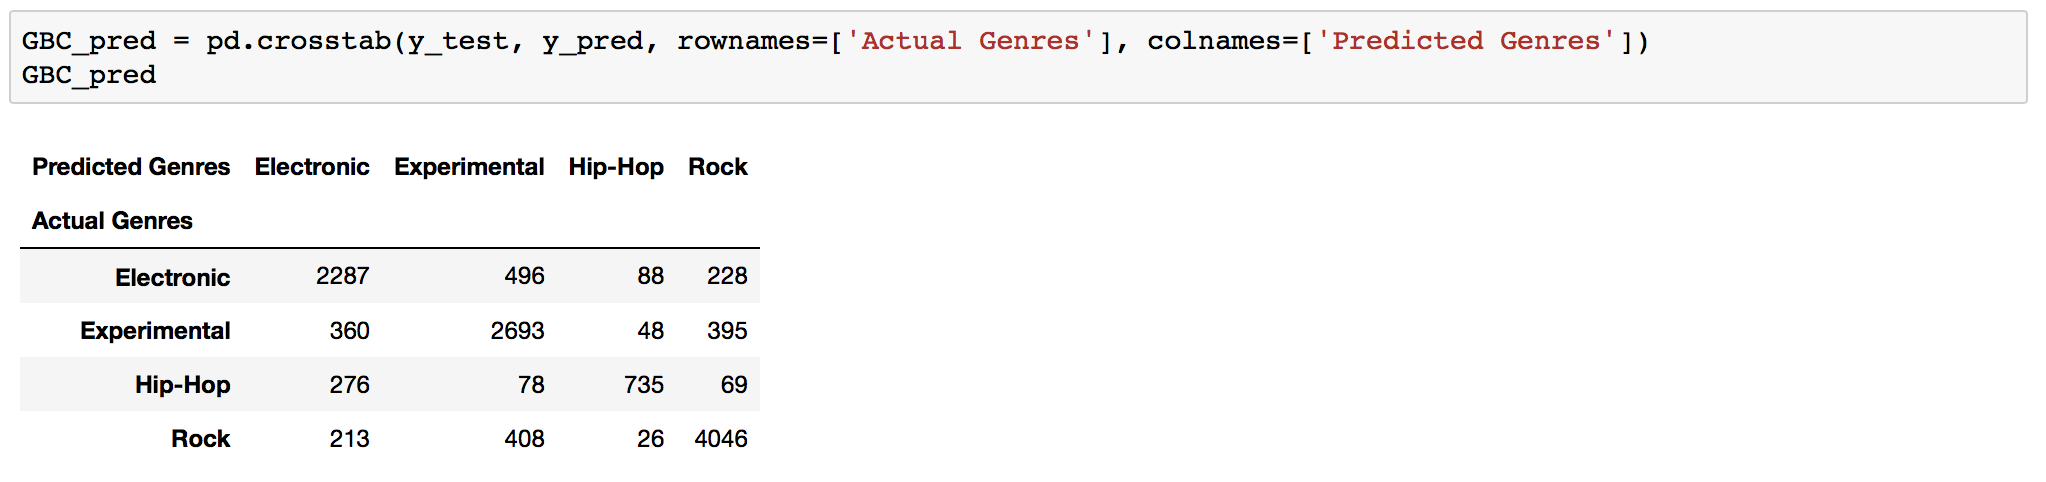 GBC_pred = pd.crosstab(y_test, y_pred, rownames=['Actual Genres'], colnames=['Predicted Genres'])
GBC_pred
Predicted Genres Electronic Experimental Hip-Hop Rock
Actual Genres
Electronic 2287 496 88 228
Experimental 360 2693 48 395
Hip-Hop 276 78 735 69
Rock 213 408 26 4046